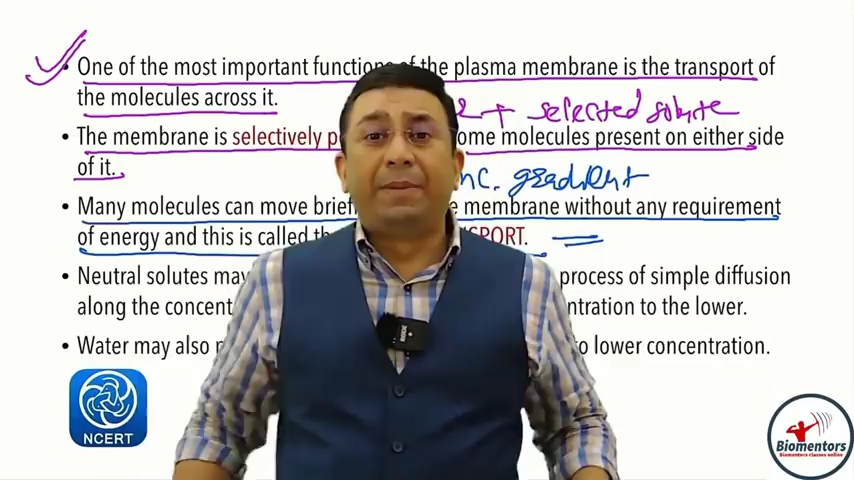 • One of the most important functions of the plasma membrane is the transport of
the molecules across it.
+ selected solute
• The membrane is selectively p ome molecules present on either side
of it.
nc. gradient
• Many molecules can move brief e membrane without any requirement
of energy and this is called th SPORT.
• Neutral solutes may process of simple diffusion
along the concent ntration to the lower.
• Water may also to lower concentration.
NCERT
Biomentors
Biomentors classes online